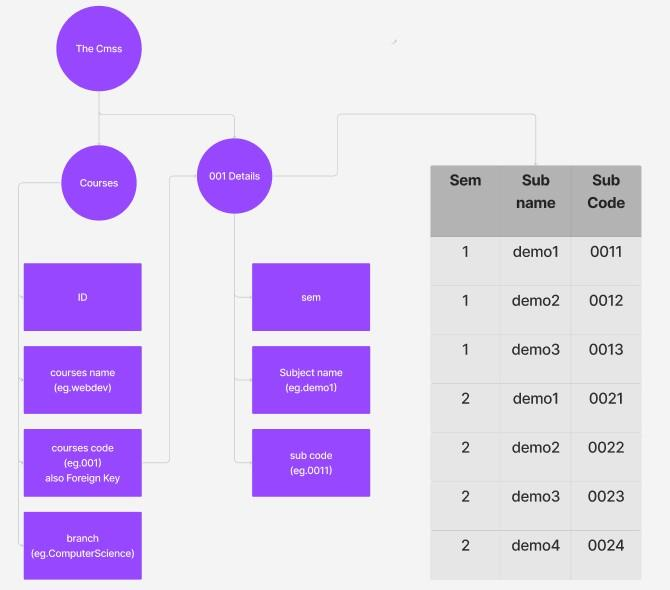 The Cmss
Courses
001 Details
ID
courses name
(eg.webdev)
courses code
(eg.001)
also Foreign Key
branch
(eg.ComputerScience)
sem
Subject name
(eg.demo1)
sub code
(eg.0011)
Sem Sub name Sub Code
1 demo1 0011
1 demo2 0012
1 demo3 0013
2 demo1 0021
2 demo2 0022
2 demo3 0023
2 demo4 0024